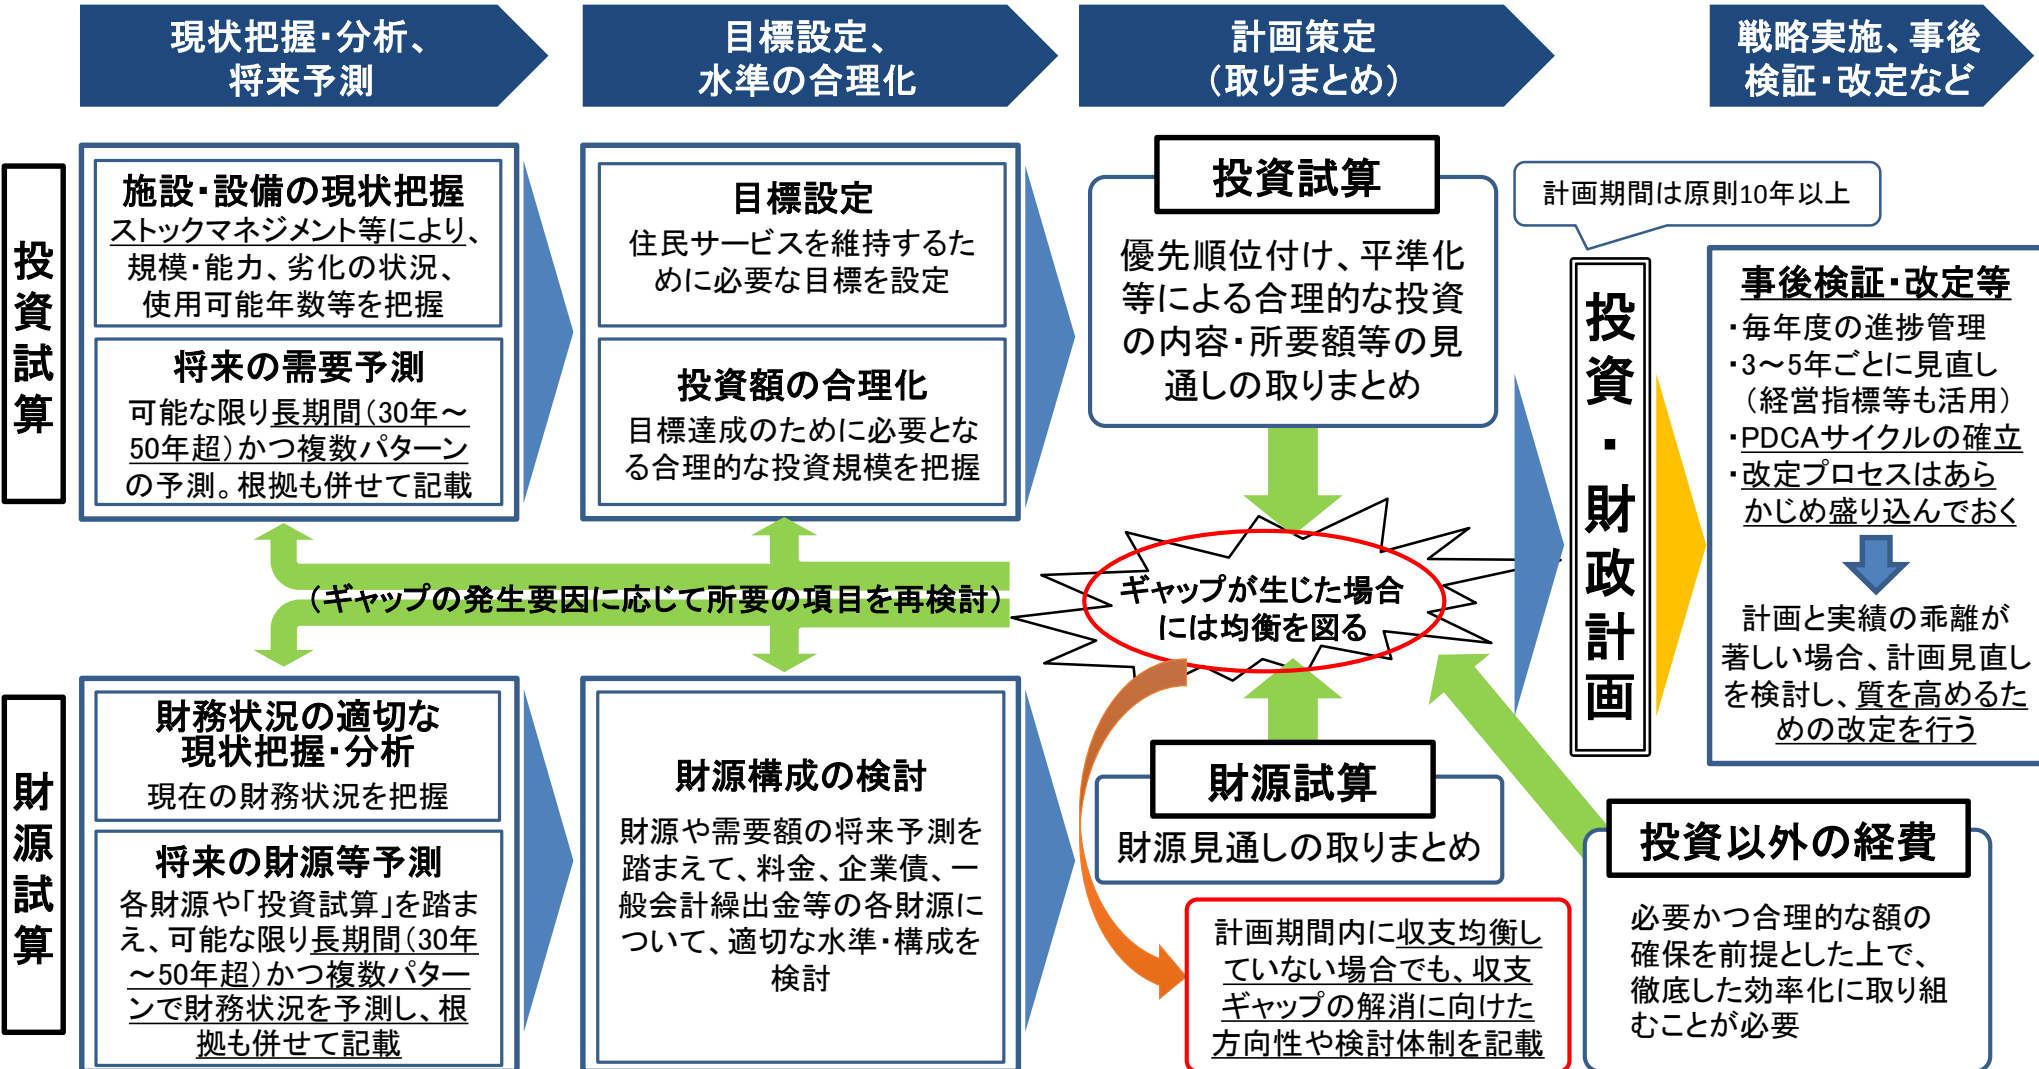 現状把握・分析、
将来予測
目標設定、
水準の合理化
計画策定
（取りまとめ）
戦略実施、事後
検証・改定など
投資試算
施設・設備の現状把握
ストックマネジメント等により、
規模・能力、劣化の状況、
使用可能年数等を把握
将来の需要予測
可能な限り長期間（30年～
50年超）かつ複数パターン
の予測。根拠も併せて記載
目標設定
住民サービスを維持するた
めに必要な目標を設定
投資額の合理化
目標達成のために必要とな
る合理的な投資規模を把握
投資試算
優先順位付け、平準化
等による合理的な投資
の内容・所要額等の見
通しの取りまとめ
計画期間は原則10年以上
投資・財政計画
事後検証・改定等
・毎年度の進捗管理
・3～5年ごとに見直し
（経営指標等も活用）
・PDCAサイクルの確立
・改定プロセスはあら
かじめ盛り込んでおく
計画と実績の乖離が
著しい場合、計画見直し
を検討し、質を高めるた
めの改定を行う
（ギャップの発生要因に応じて所要の項目を再検討）
ギャップが生じた場合
には均衡を図る
財源試算
財務状況の適切な
現状把握・分析
現在の財務状況を把握
将来の財源等予測
各財源や「投資試算」を踏ま
え、可能な限り長期間（30年
～50年超）かつ複数パター
ンで財務状況を予測し、根
拠も併せて記載
財源構成の検討
財源や需要額の将来予測を
踏まえて、料金、企業債、一
般会計繰出金等の各財源に
ついて、適切な水準・構成を
検討
財源試算
財源見通しの取りまとめ
計画期間内に収支均衡し
ていない場合でも、収支
ギャップの解消に向けた
方向性や検討体制を記載
投資以外の経費
必要かつ合理的な額の
確保を前提とした上で、
徹底した効率化に取り組
むことが必要